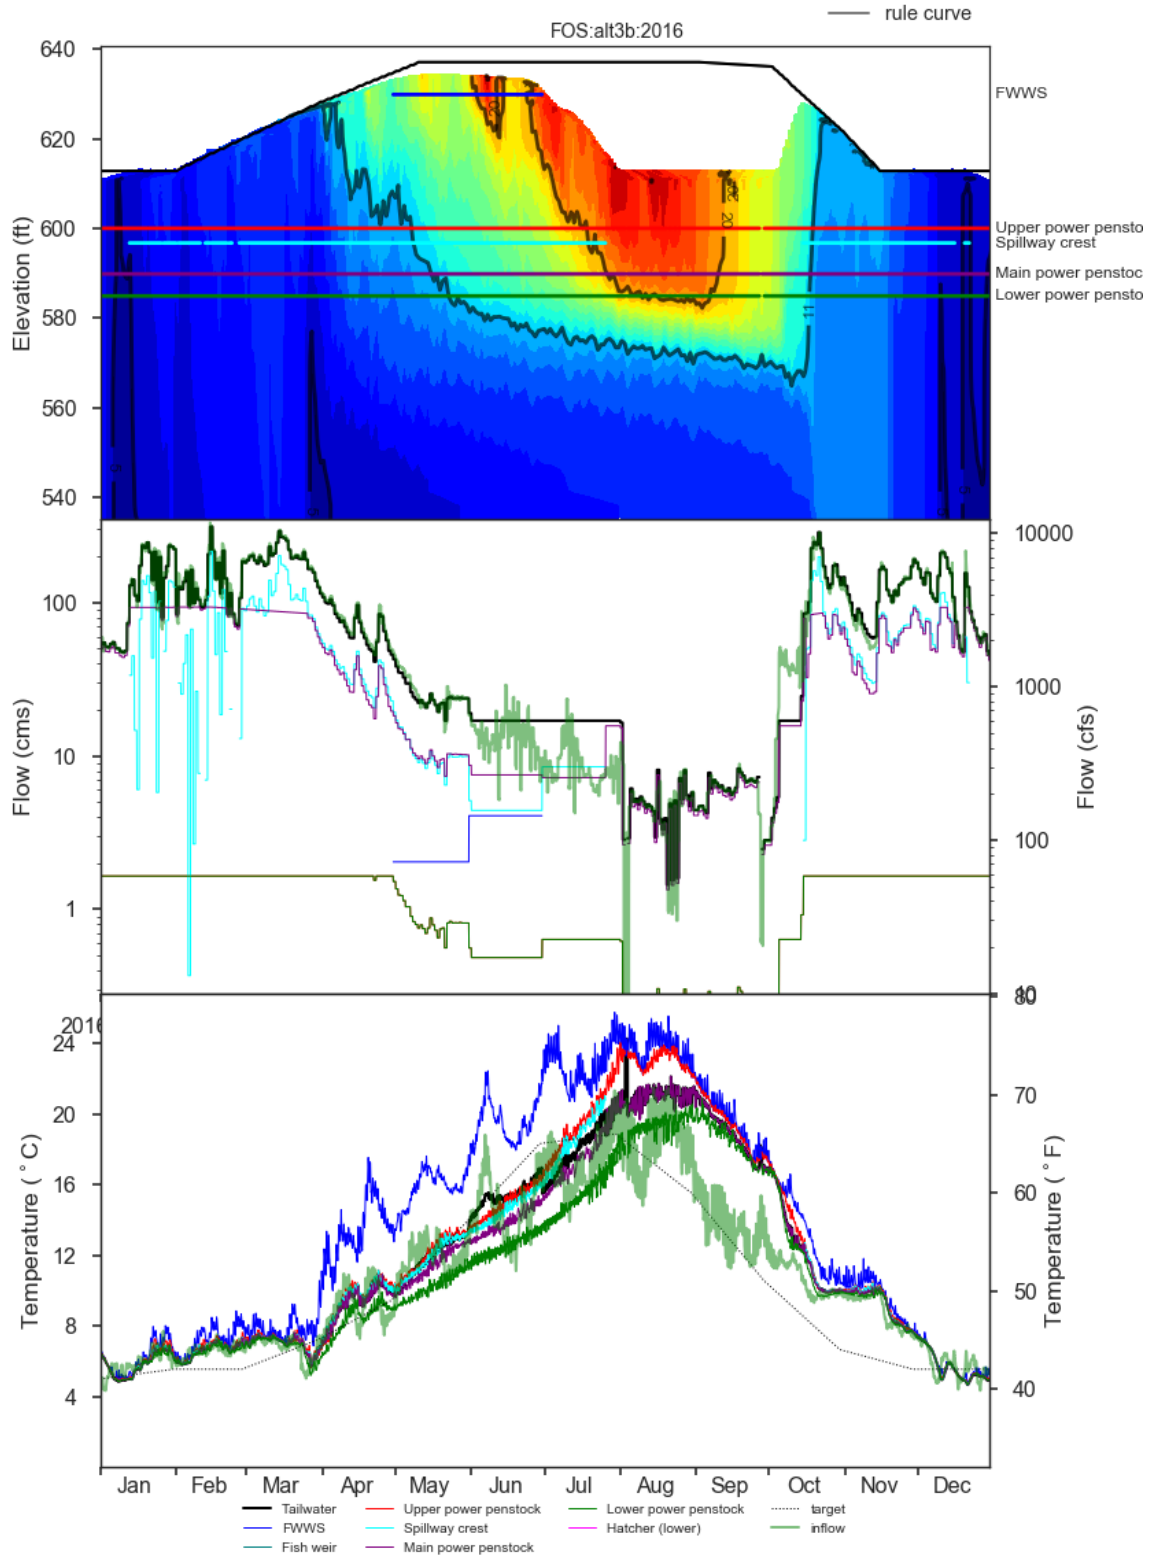 rule curve
FOS:alt3b:2016
640
620
600
580
560
540
Elevation (ft)
FWWS
Upper power pensto
Spillway crest
Main power penstoc
Lower power pensto
20
11
5
100
10
1
Flow (cms)
10000
1000
100
Flow (cfs)
2016
24
20
16
12
8
4
Temperature ( ° C)
80
70
60
50
40
Temperature ( ° F)
Jan Feb Mar Apr May Jun Jul Aug Sep Oct Nov Dec
Tailwater Upper power penstock Lower power penstock target
FWWS Spillway crest Hatcher (lower) inflow
Fish weir Main power penstock